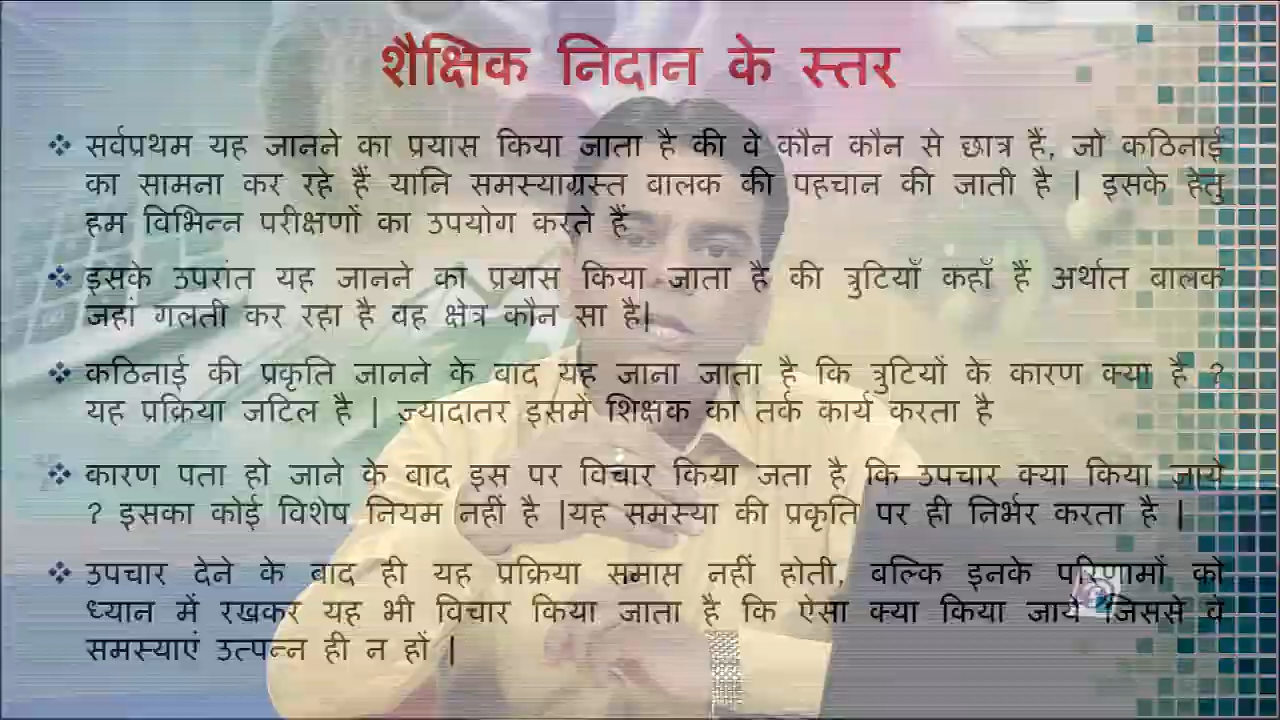 शैक्षिक निदान के स्तर
❖ सर्वप्रथम यह जानने का प्रयास किया जाता है की वे कौन कौन से छात्र हैं, जो कठिनाई
का सामना कर रहे हैं यानि समस्याग्रस्त बालक की पहचान की जाती है | इसके हेतु
हम विभिन्न परीक्षणों का उपयोग करते हैं
❖ इसके उपरांत यह जानने का प्रयास किया जाता है की त्रुटियाँ कहाँ हैं अर्थात बालक
जहां गलती कर रहा है वह क्षेत्र कौन सा है|
❖ कठिनाई की प्रकृति जानने के बाद यह जाना जाता है कि त्रुटियों के कारण क्या है ?
यह प्रक्रिया जटिल है | ज़्यादातर इसमें शिक्षक का तर्क कार्य करता है
❖ कारण पता हो जाने के बाद इस पर विचार किया जता है कि उपचार क्या किया जाये
? इसका कोई विशेष नियम नहीं है |यह समस्या की प्रकृति पर ही निर्भर करता है |
❖ उपचार देने के बाद ही यह प्रक्रिया समाप्त नहीं होती, बल्कि इनके परिणामों को
ध्यान में रखकर यह भी विचार किया जाता है कि ऐसा क्या किया जाये जिससे वे
समस्याएं उत्पन्न ही न हों |